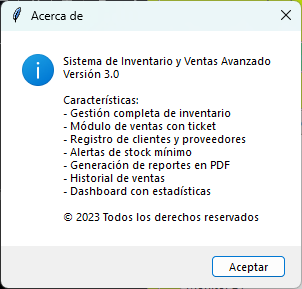 Acerca de
Sistema de Inventario y Ventas Avanzado
Versión 3.0
Características:
- Gestión completa de inventario
- Módulo de ventas con ticket
- Registro de clientes y proveedores
- Alertas de stock mínimo
- Generación de reportes en PDF
- Historial de ventas
- Dashboard con estadísticas
© 2023 Todos los derechos reservados
Aceptar